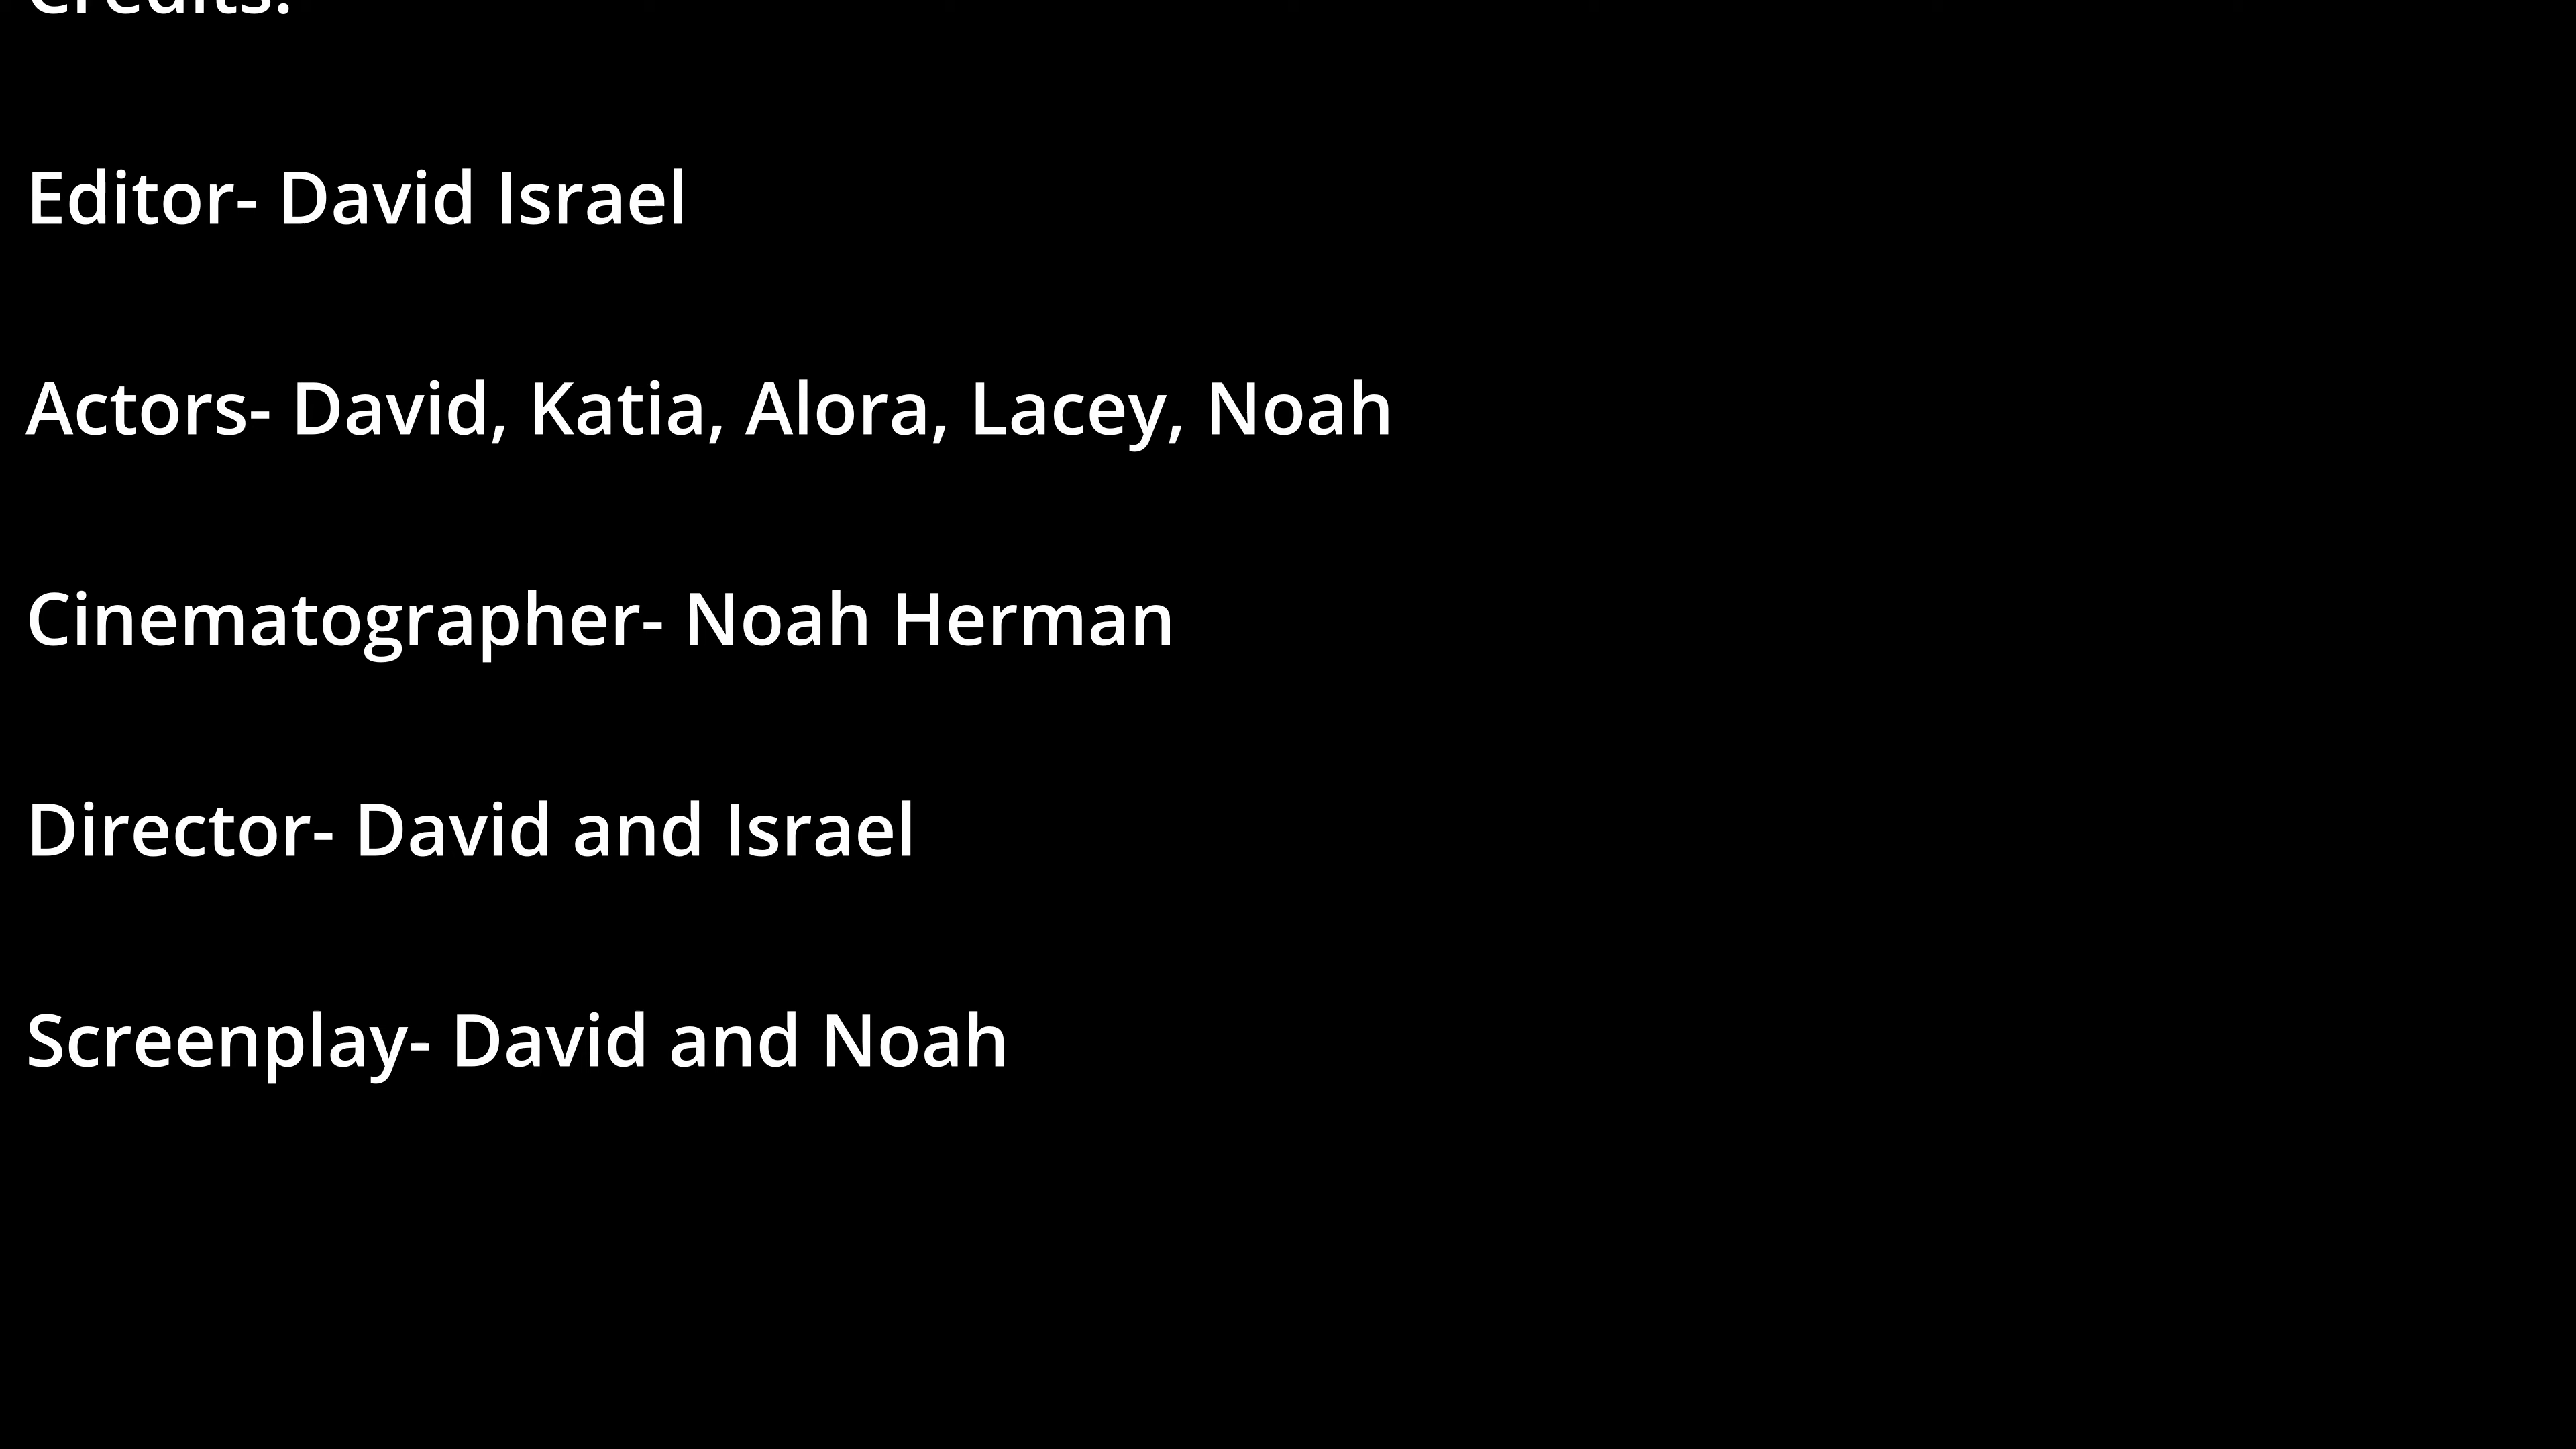 Credits:
Editor- David Israel
Actors- David, Katia, Alora, Lacey, Noah
Cinematographer- Noah Herman
Director- David and Israel
Screenplay- David and Noah